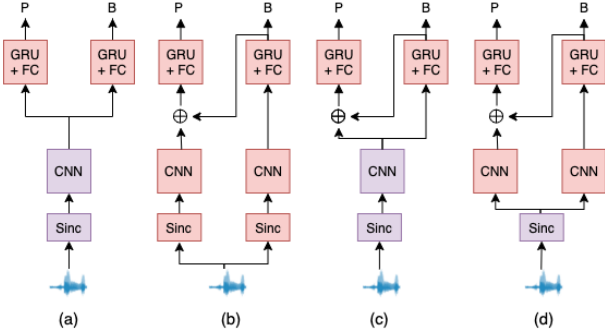 P B P B P B P B
GRU + FC GRU + FC GRU + FC GRU + FC GRU + FC GRU + FC GRU + FC GRU + FC
CNN CNN CNN CNN CNN CNN
Sinc Sinc Sinc Sinc Sinc
(a) (b) (c) (d)